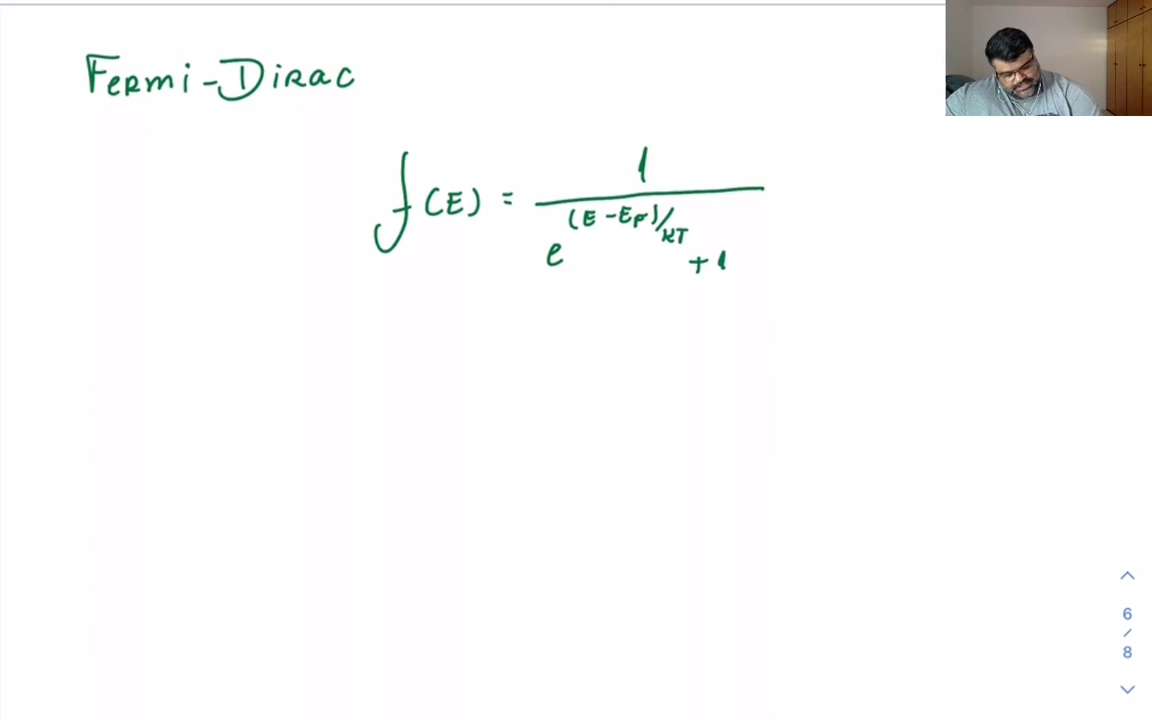 Fermi-Dirac
f(E) = 1 / e^(E-EF)/KT + 1
6
/
8